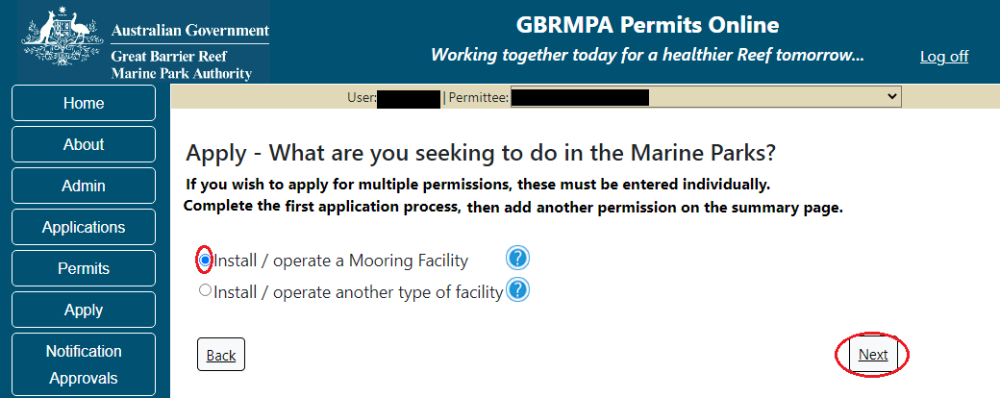 Australian Government
Great Barrier Reef
Marine Park Authority
GBRMPA Permits Online
Working together today for a healthier Reef tomorrow...
Log off
Home
About
Admin
Applications
Permits
Apply
Notification
Approvals
User: | Permittee:
Apply - What are you seeking to do in the Marine Parks?
If you wish to apply for multiple permissions, these must be entered individually.
Complete the first application process, then add another permission on the summary page.
Install / operate a Mooring Facility ?
Install / operate another type of facility ?
Back
Next